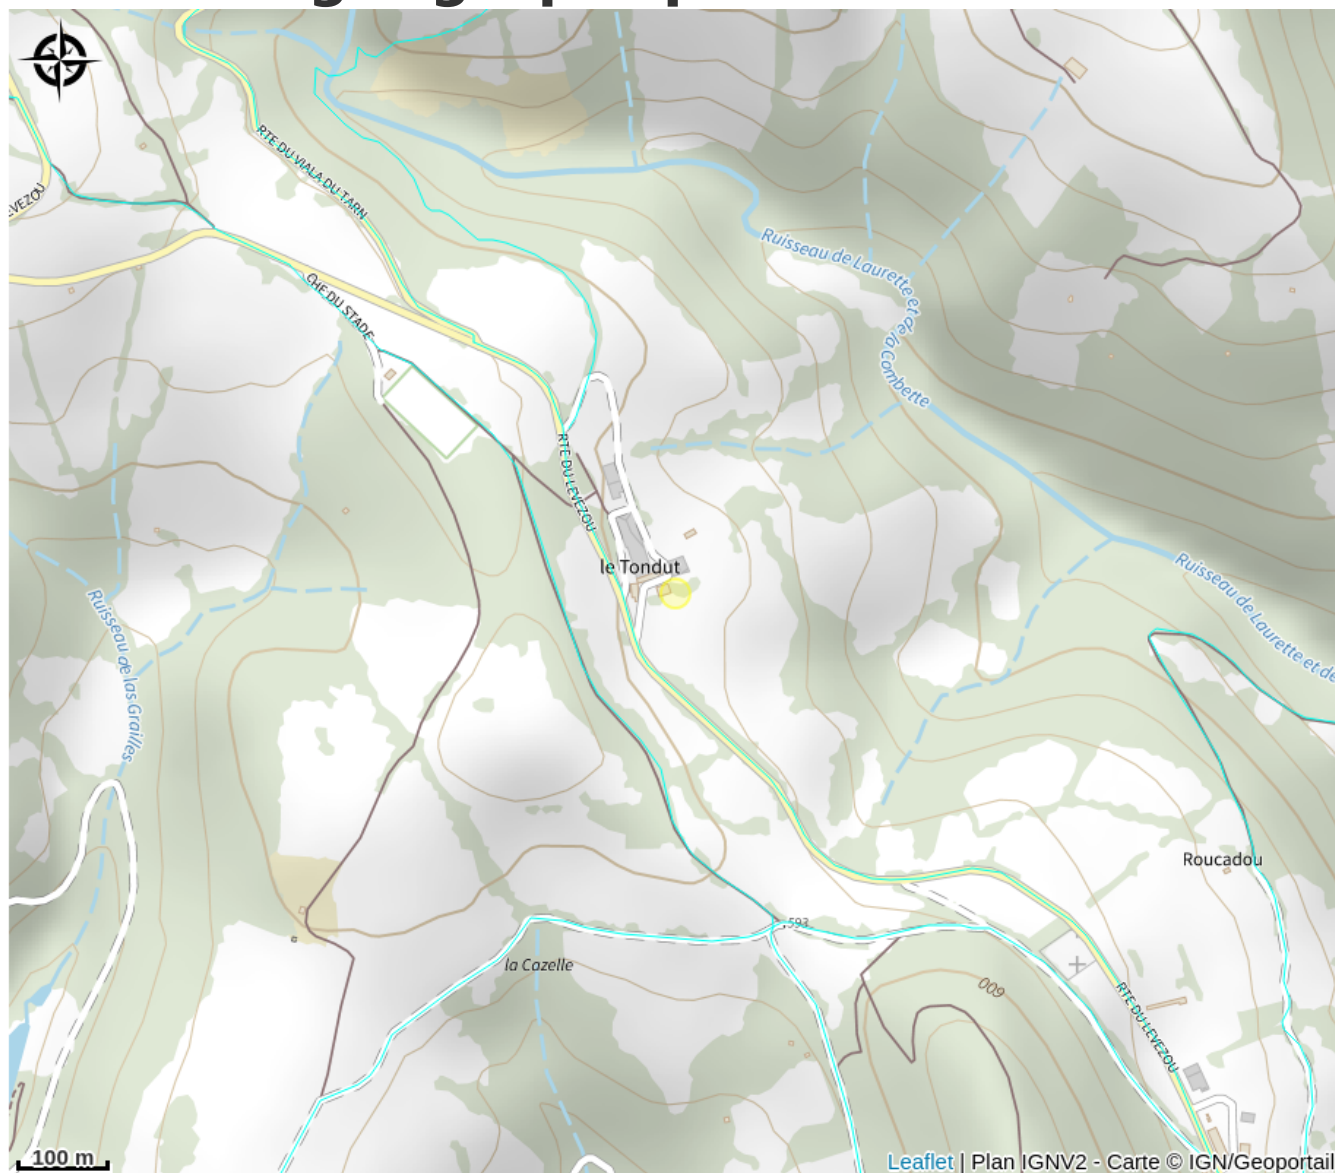 RTE DU VIALA DU TARN
EVEZOU
Ruisseau de Laurette et de la Combette
CHE DU STADE
RTE DU LEVEZOU
le Tondut
Ruisseau de las Grailles
Ruisseau de Laurette et de
Roucadou
593
la Cazelle
600
RTE DU LEVEZOU
100 m
Leaflet | Plan IGNV2 - Carte © IGN/Geoportail